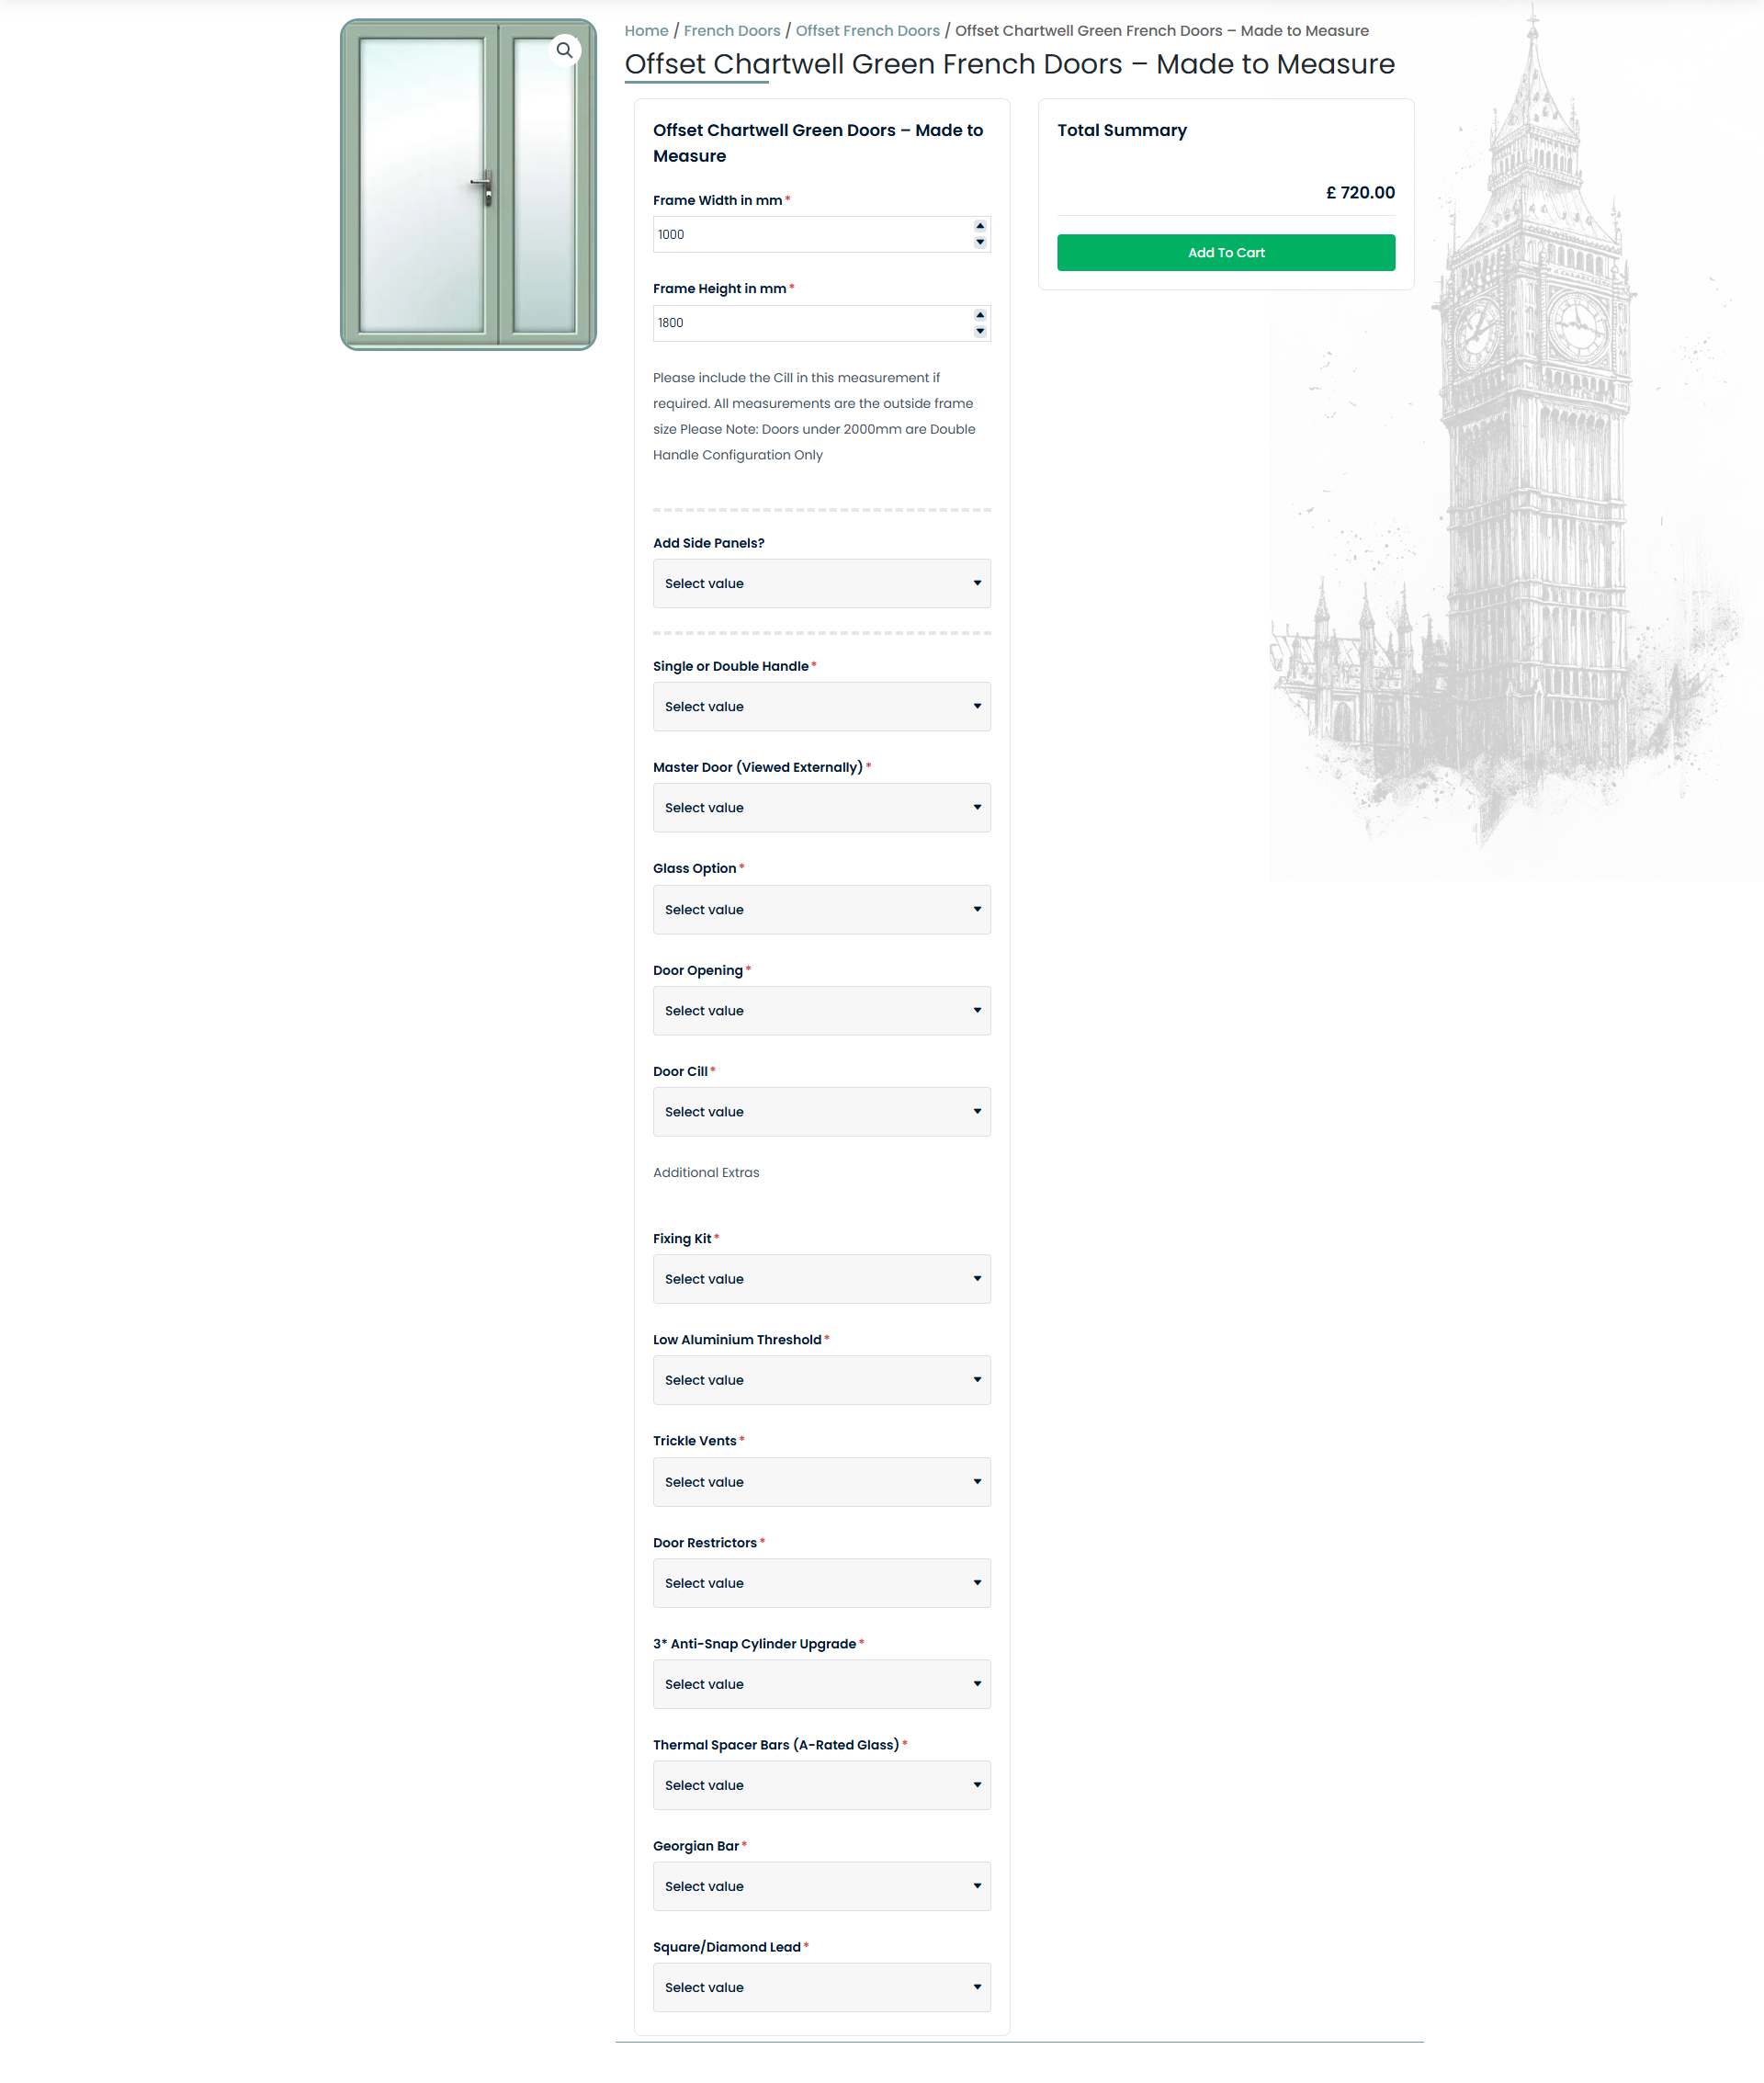 Home / French Doors / Offset French Doors / Offset Chartwell Green French Doors – Made to Measure
Offset Chartwell Green French Doors – Made to Measure
Offset Chartwell Green Doors – Made to
Measure
Frame Width in mm *
1000
Frame Height in mm *
1800
Please include the Cill in this measurement if
required. All measurements are the outside frame
size Please Note: Doors under 2000mm are Double
Handle Configuration Only
Add Side Panels?
Select value
Single or Double Handle *
Select value
Master Door (Viewed Externally) *
Select value
Glass Option *
Select value
Door Opening *
Select value
Door Cill *
Select value
Additional Extras
Fixing Kit *
Select value
Low Aluminium Threshold *
Select value
Trickle Vents *
Select value
Door Restrictors *
Select value
3* Anti-Snap Cylinder Upgrade *
Select value
Thermal Spacer Bars (A-Rated Glass) *
Select value
Georgian Bar *
Select value
Square/Diamond Lead *
Select value
Total Summary
£ 720.00
Add To Cart